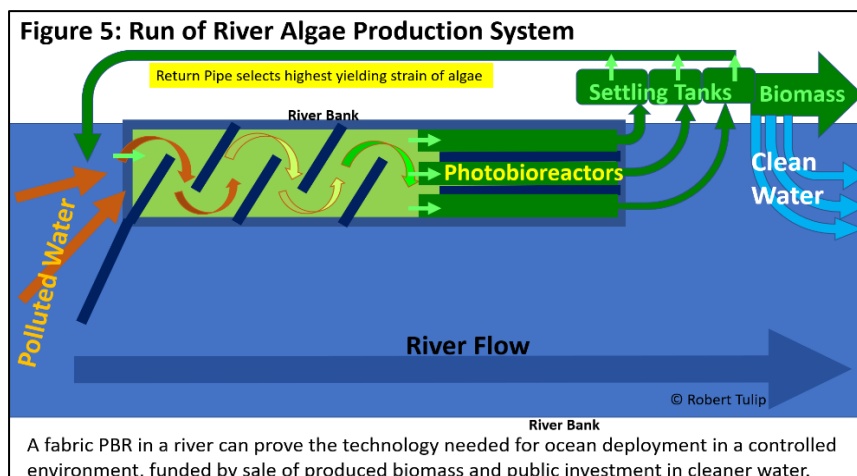 Figure 5: Run of River Algae Production System
Return Pipe selects highest yielding strain of algae
Settling Tanks
Biomass
River Bank
Photobioreactors
Clean
Water
Polluted Water
River Flow
© Robert Tulip
River Bank
A fabric PBR in a river can prove the technology needed for ocean deployment in a controlled
environment, funded by sale of produced biomass and public investment in cleaner water.